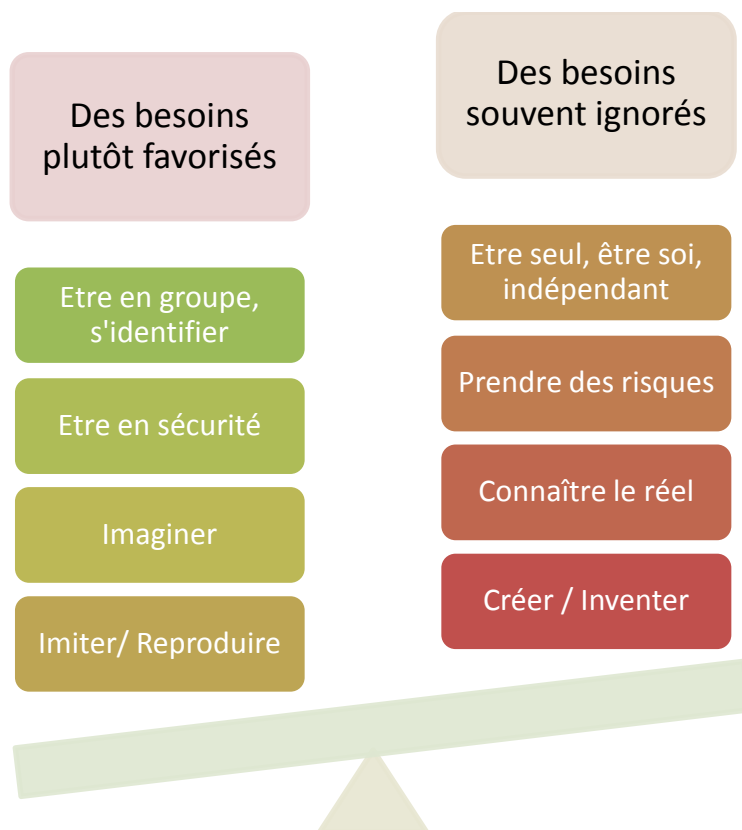 Des besoins
plutôt favorisés
Etre en groupe,
s'identifier
Etre en sécurité
Imaginer
Imiter/ Reproduire
Des besoins
souvent ignorés
Etre seul, être soi,
indépendant
Prendre des risques
Connaître le réel
Créer / Inventer